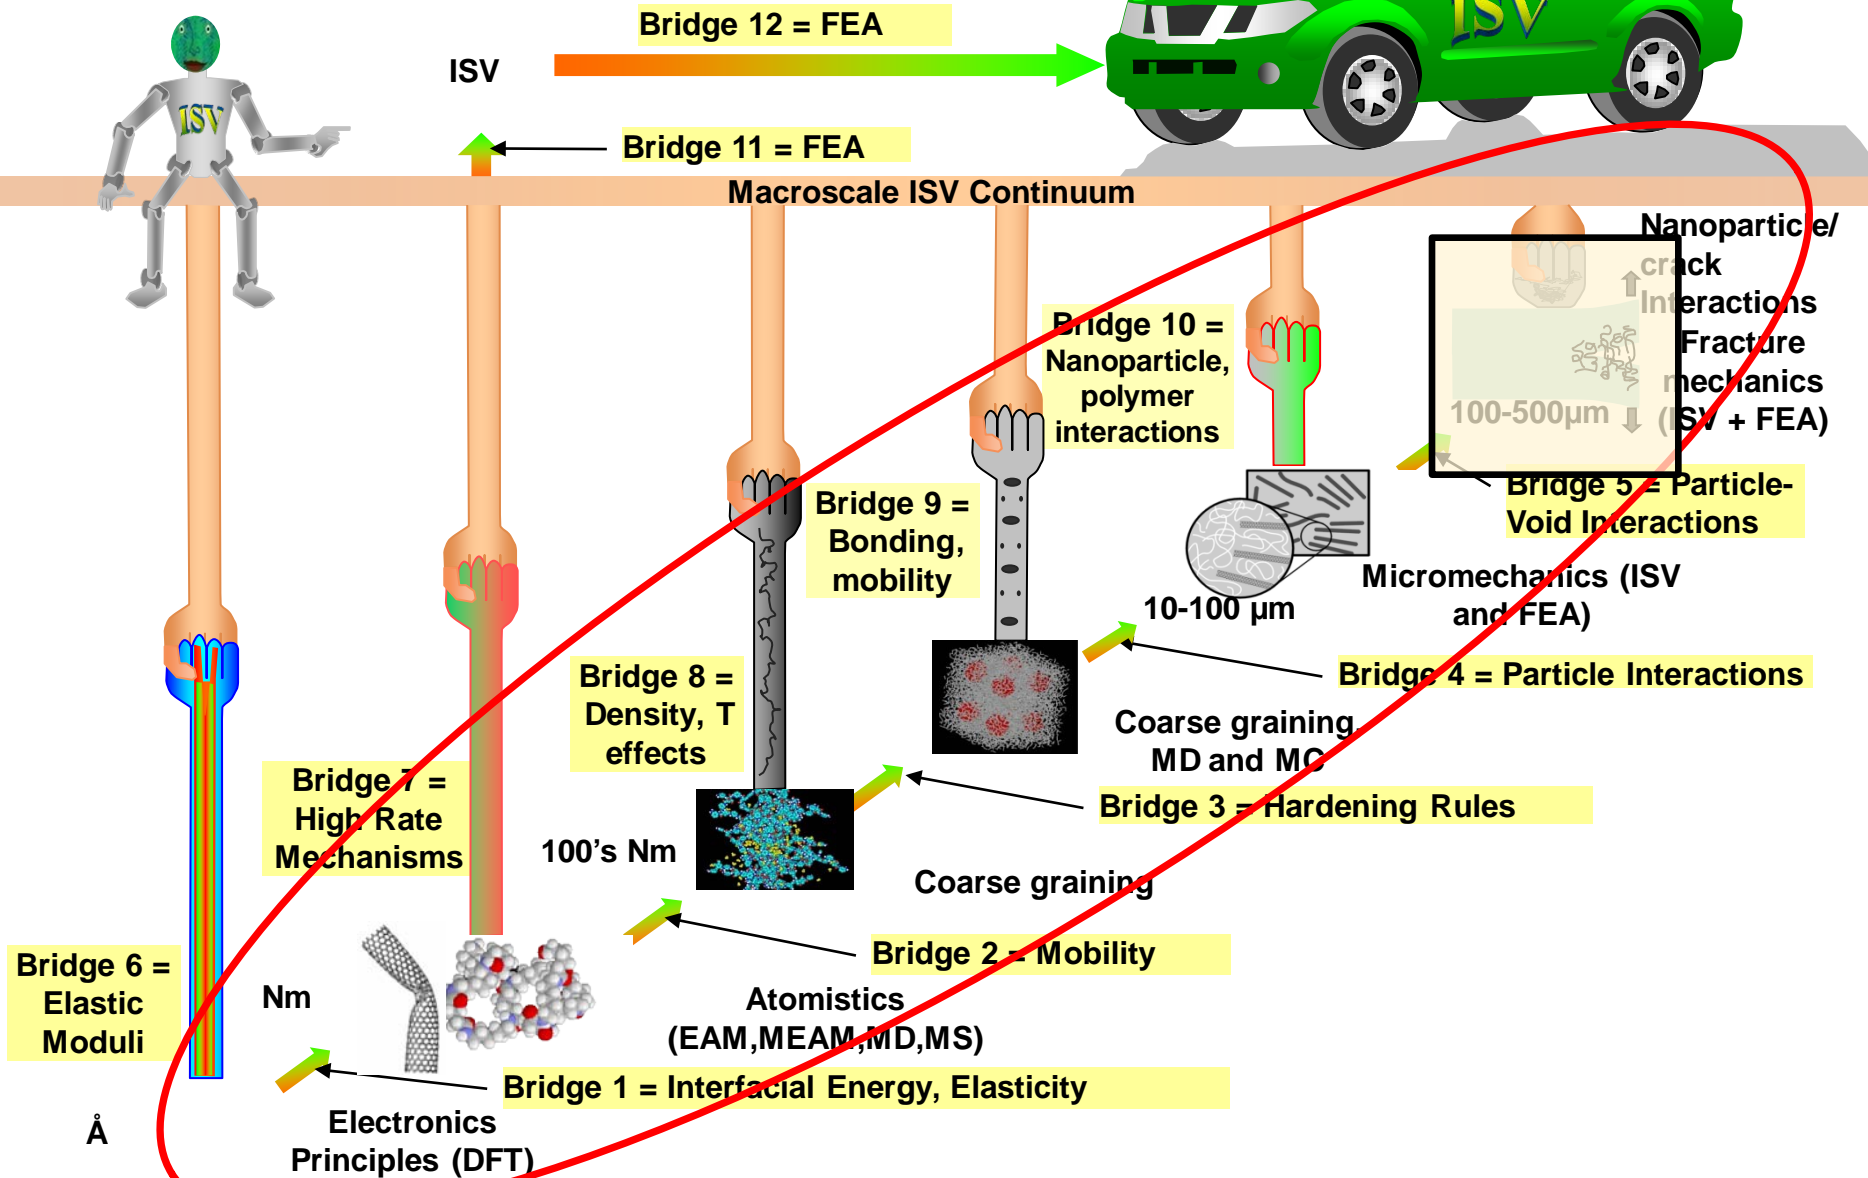 Bridge 12 = FEA
ISV
ISV
ISV
Bridge 11 = FEA
Macroscale ISV Continuum
Nanoparticle/
crack
Interactions
Fracture
mechanics
(ISV + FEA)
100-500µm
Bridge 10 =
Nanoparticle,
polymer
interactions
Bridge 5 = Particle-
Void Interactions
Bridge 9 =
Bonding,
mobility
Micromechanics (ISV
and FEA)
10-100 µm
Bridge 4 = Particle Interactions
Bridge 8 =
Density, T
effects
Coarse graining,
MD and MC
Bridge 3 = Hardening Rules
Bridge 7 =
High Rate
Mechanisms
100’s Nm
Coarse graining
Bridge 2 = Mobility
Bridge 6 =
Elastic
Moduli
Nm
Atomistics
(EAM,MEAM,MD,MS)
Bridge 1 = Interfacial Energy, Elasticity
Å
Electronics
Principles (DFT)